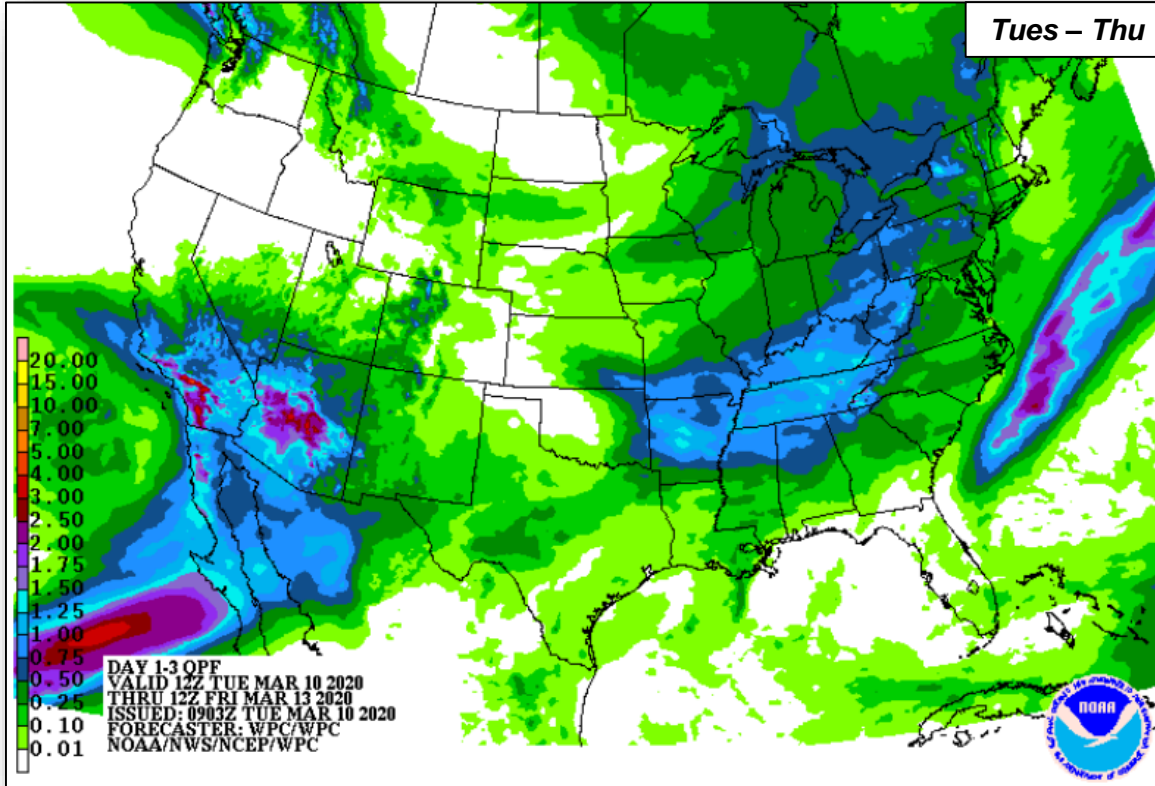 Tues – Thu
20.00
15.00
10.00
7.00
5.00
4.00
3.00
2.50
2.00
1.75
1.50
1.25
1.00
0.75
0.50
0.25
0.10
0.01
DAY 1-3 QPF
VALID 12Z TUE MAR 10 2020
THRU 12Z FRI MAR 13 2020
ISSUED: 0903Z TUE MAR 10 2020
FORECASTER: WPC/WPC
NOAA/NWS/NCEP/WPC
NOAA